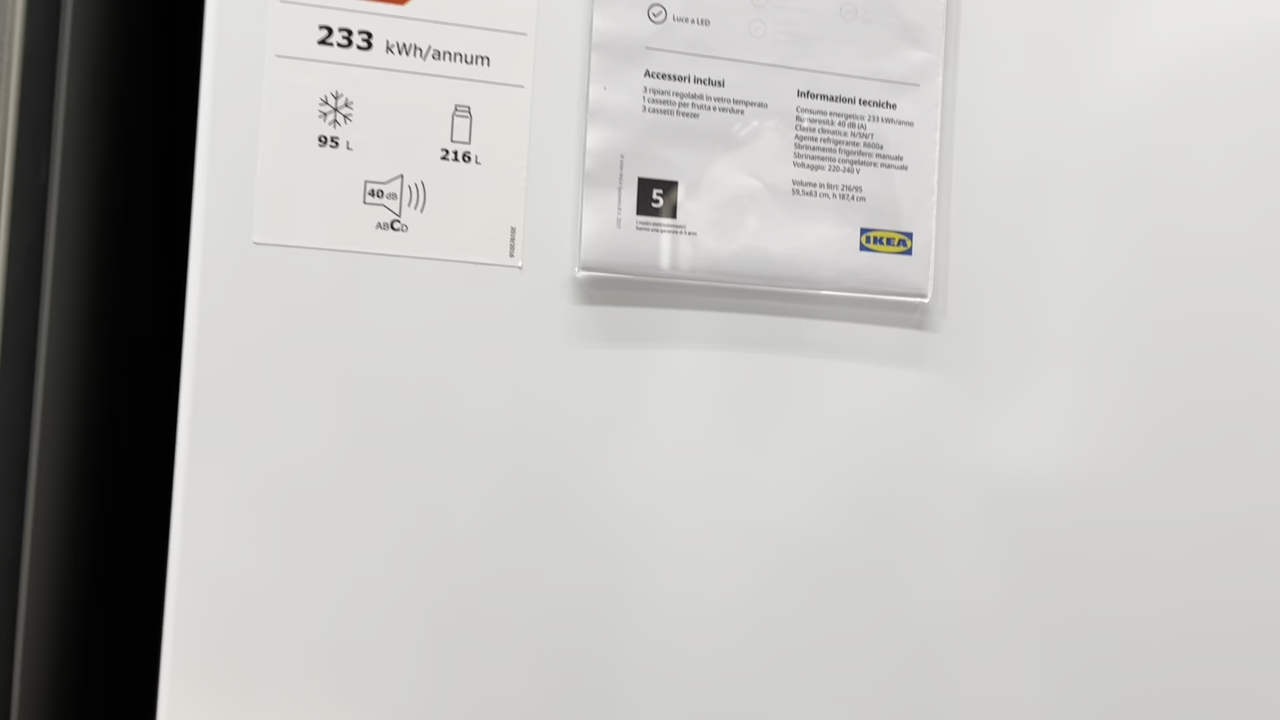 233 kWh/annum
95 L
216 L
40 dB
ABCD
2019/2016
Luce a LED
Accessori inclusi
3 ripiani regolabili in vetro temperato
1 cassetto per frutta e verdure
3 cassetti freezer
5
Informazioni tecniche
Consumo energetico: 233 kWh/anno
Rumorosità: 40 dB (A)
Classe climatica: N/SN/T
Agente refrigerante: R600a
Sbrinamento frigorifero: manuale
Sbrinamento congelatore: manuale
Voltaggio: 220-240 V
Volume in litri: 216/95
59,5x63 cm, h 187,4 cm
IKEA